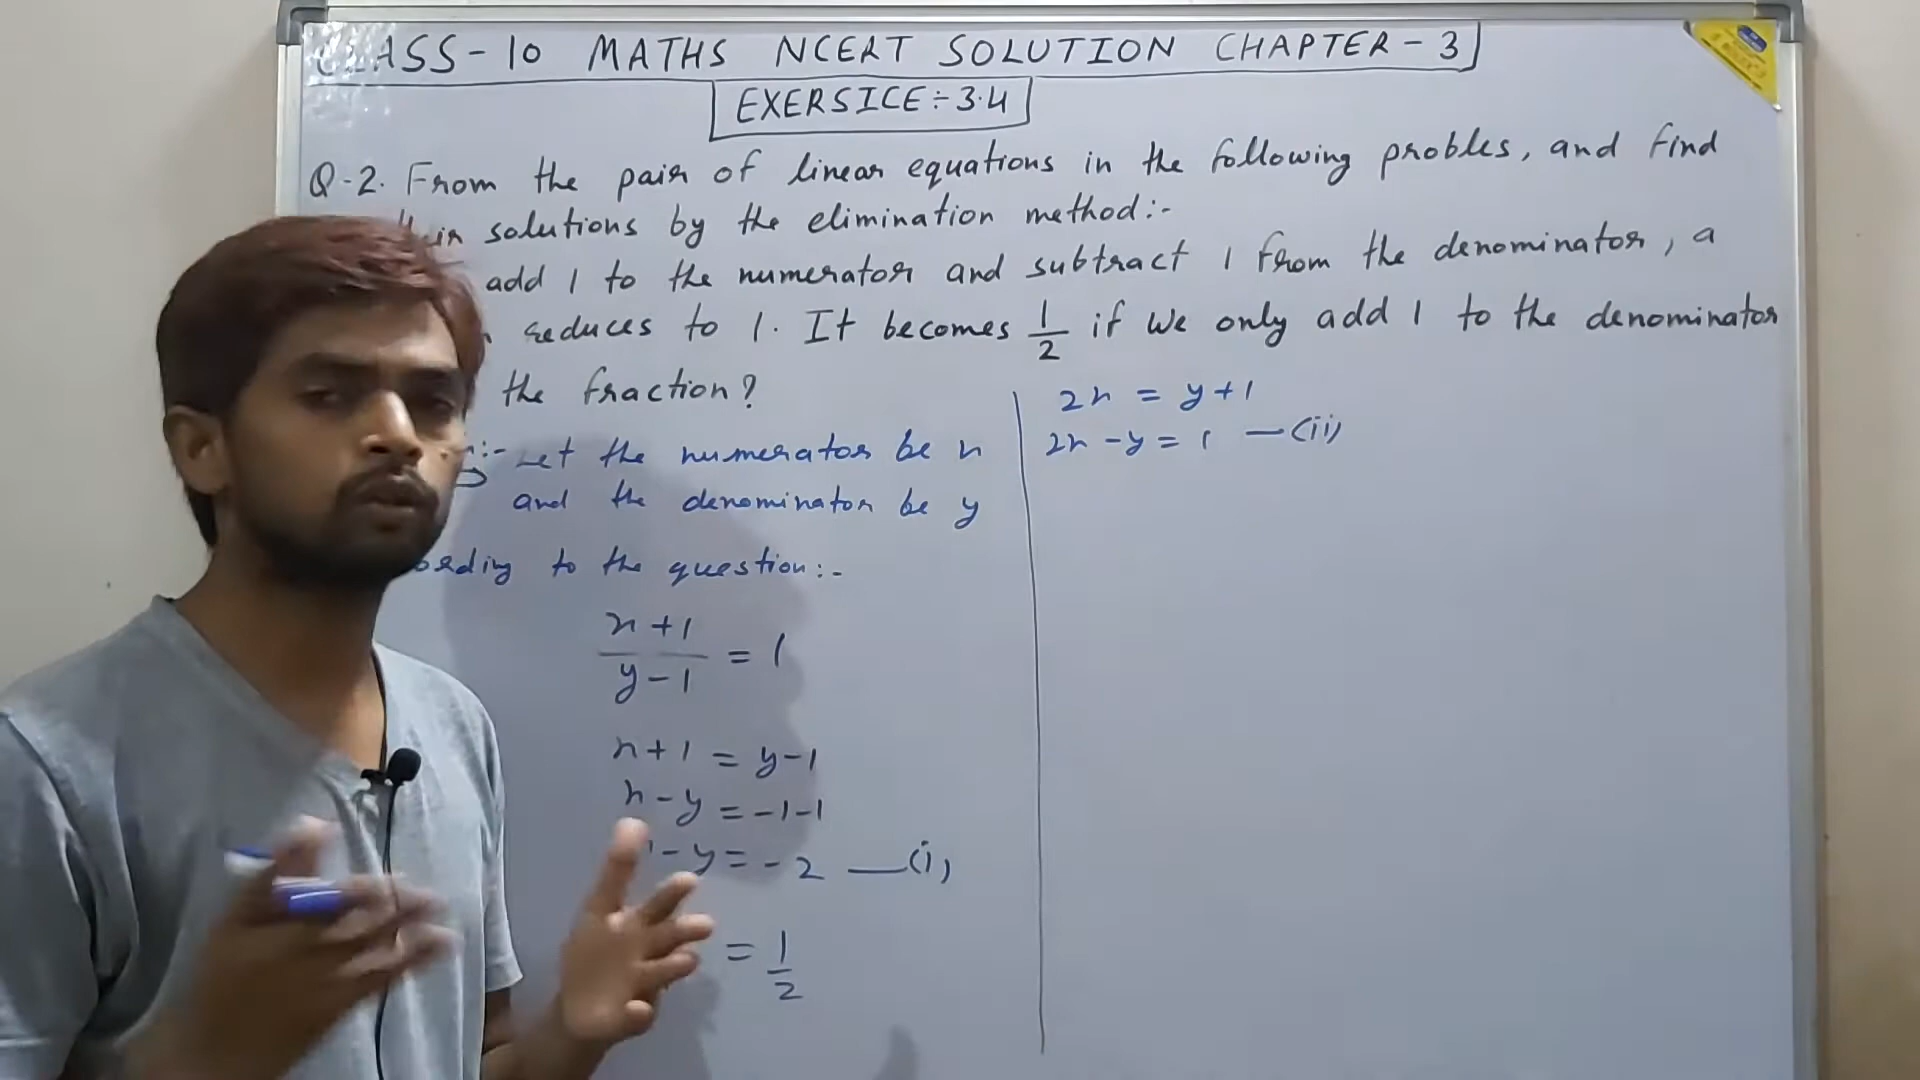 CLASS-10 MATHS NCERT SOLUTION CHAPTER-3
EXERSICE÷3.4
Q-2. From the pair of linear equations in the following probles, and find
solutions by the elimination method:-
add 1 to the numerator and subtract 1 from the denominator, a
reduces to 1. It becomes 1/2 if we only add 1 to the denominator
the fraction?
Let the numerator be x
and the denominator be y
to the question:-
x+1/y-1 = 1
x+1 = y-1
x-y = -1-1
-y = -2 —(i)
= 1/2
2x = y+1
2x-y = 1 —(ii)